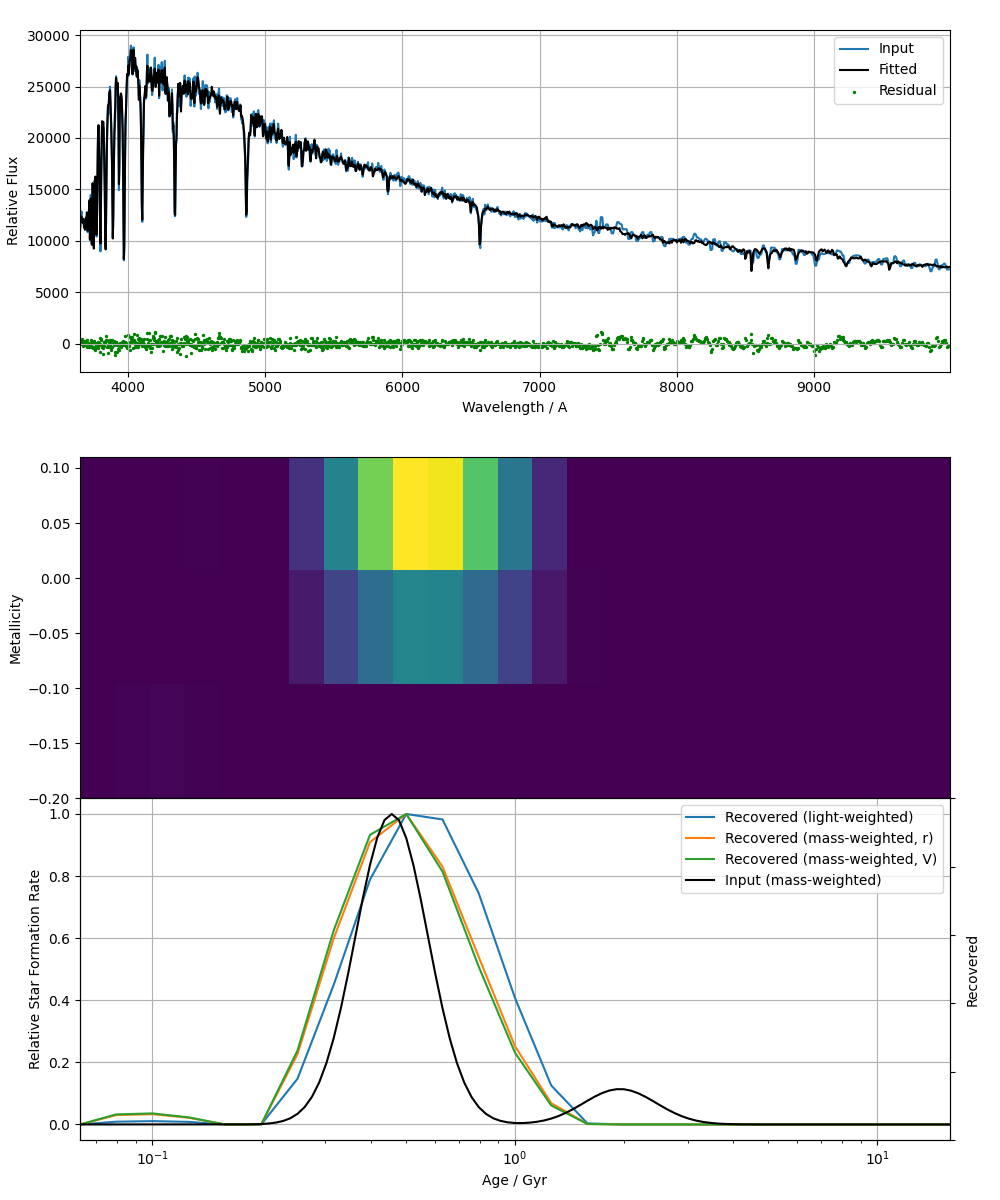 30000
25000
20000
15000
10000
5000
0
Relative Flux
Input
Fitted
Residual
4000
5000
6000
7000
8000
9000
Wavelength / A
0.10
0.05
0.00
−0.05
−0.10
−0.15
−0.20
Metallicity
1.0
0.8
0.6
0.4
0.2
0.0
Relative Star Formation Rate
Recovered (light-weighted)
Recovered (mass-weighted, r)
Recovered (mass-weighted, V)
Input (mass-weighted)
Recovered
10⁻¹
10⁰
10¹
Age / Gyr